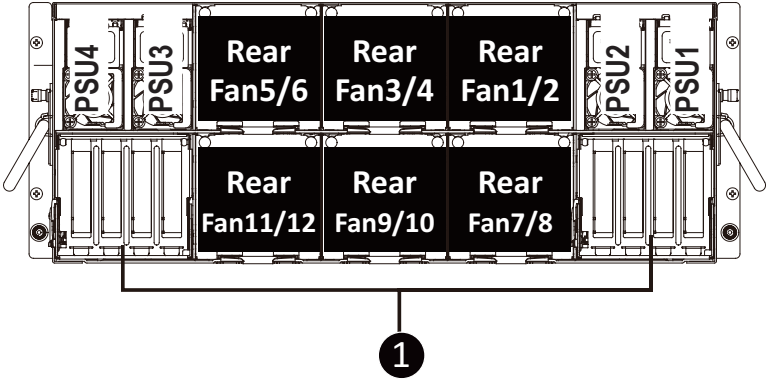 PSU4
PSU3
Rear
Fan5/6
Rear
Fan3/4
Rear
Fan1/2
PSU2
PSU1
Rear
Fan11/12
Rear
Fan9/10
Rear
Fan7/8
1